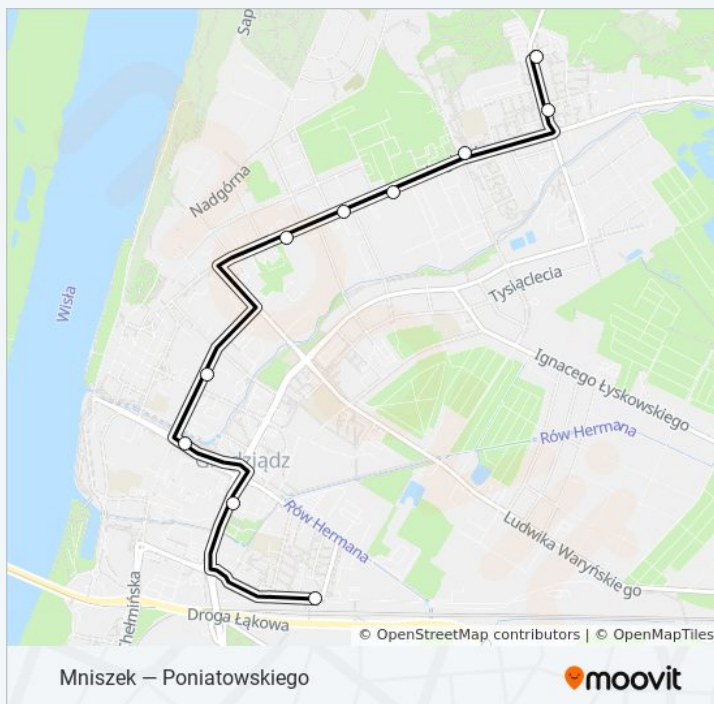 Sap
Nadgórna
Wisła
Tysiąclecia
Ignacego Łyskowskiego
Rów Hermana
Rów Hermana
Ludwika Waryńskiego
Chełmińska
Droga Łąkowa
© OpenStreetMap contributors | © OpenMapTiles
Mniszek — Poniatowskiego
moovit